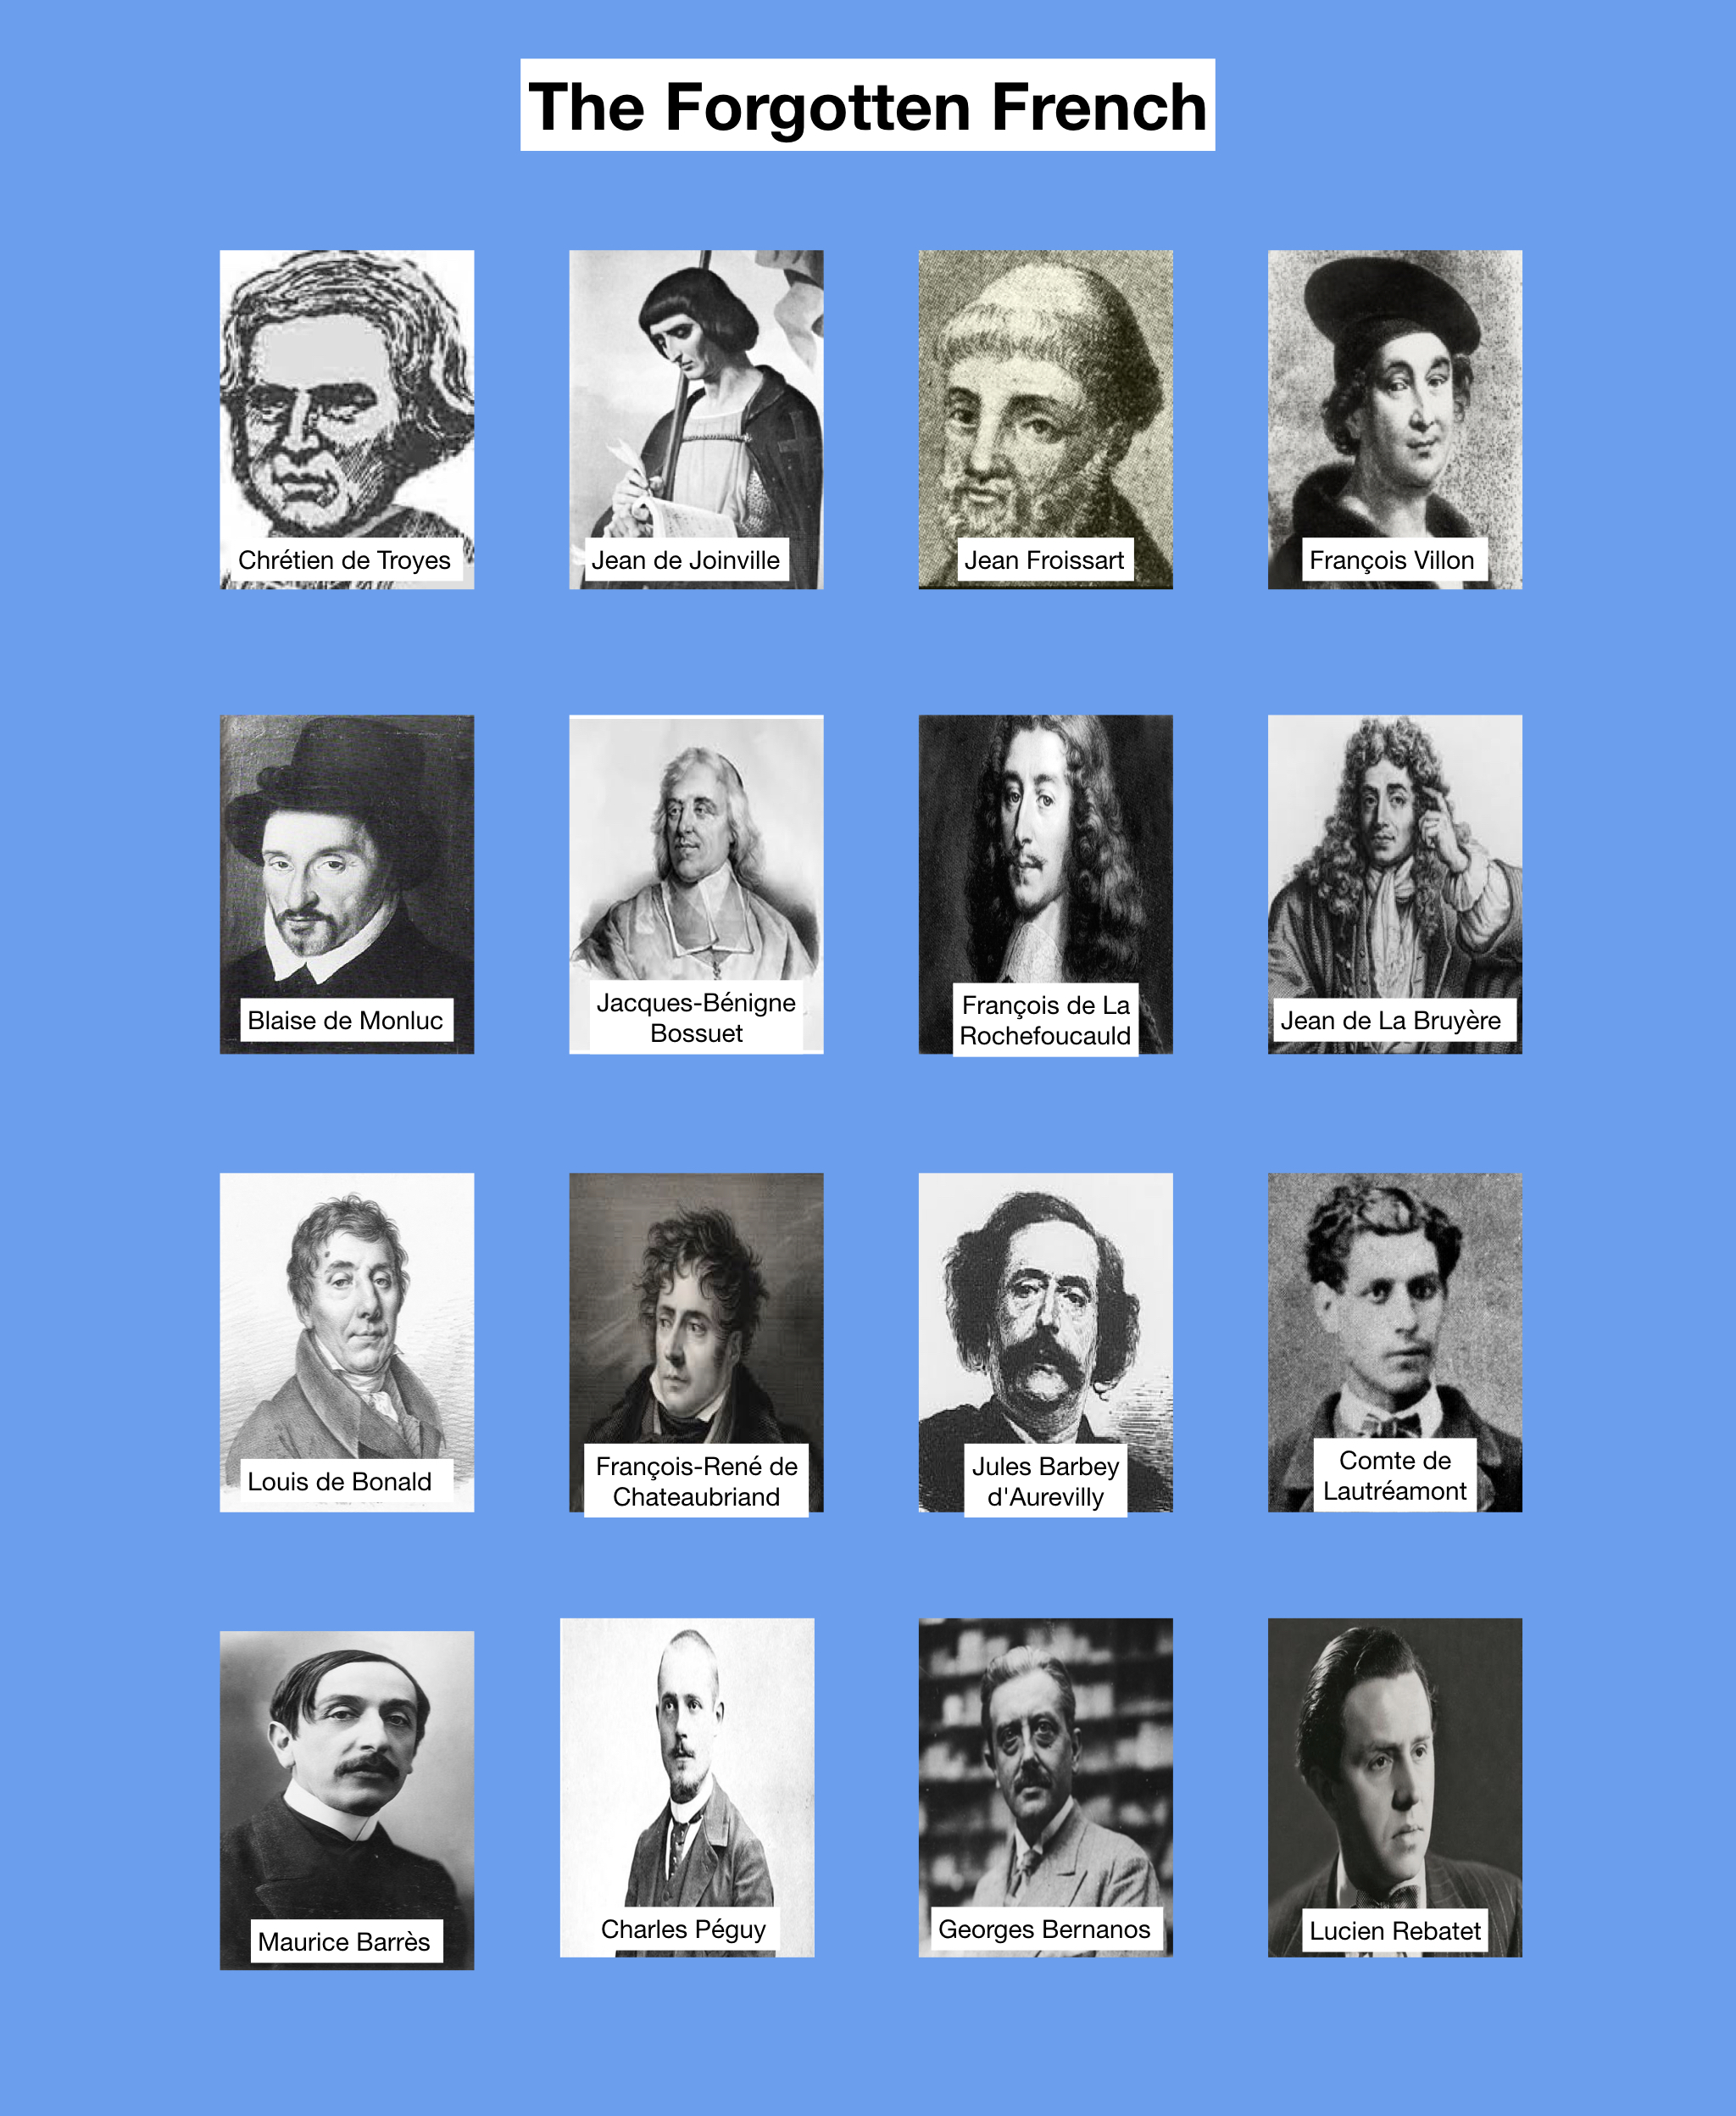 The Forgotten French
Chrétien de Troyes
Jean de Joinville
Jean Froissart
François Villon
Blaise de Monluc
Jacques-Bénigne
Bossuet
François de La
Rochefoucauld
Jean de La Bruyère
Louis de Bonald
François-René de
Chateaubriand
Jules Barbey
d'Aurevilly
Comte de
Lautréamont
Maurice Barrès
Charles Péguy
Georges Bernanos
Lucien Rebatet